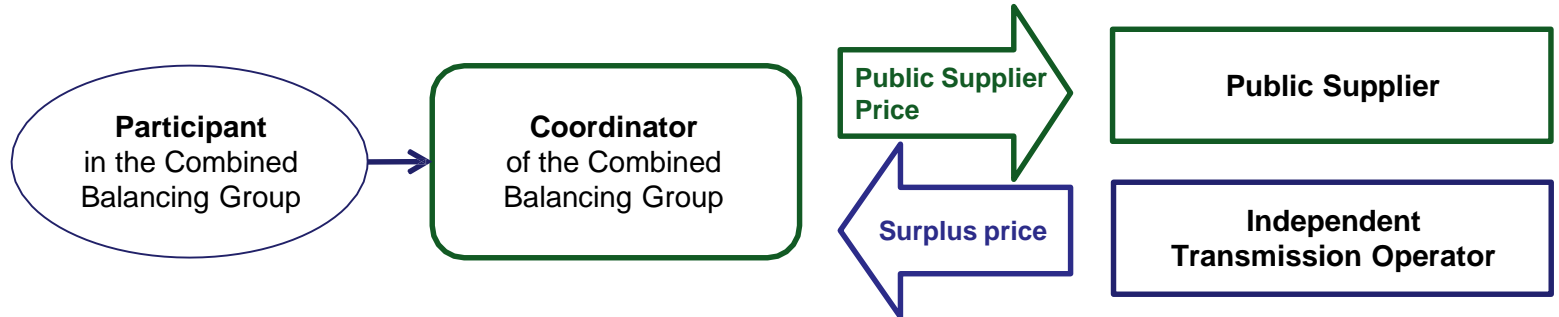 Participant
in the Combined
Balancing Group
Coordinator
of the Combined
Balancing Group
Public Supplier
Price
Surplus price
Public Supplier
Independent
Transmission Operator